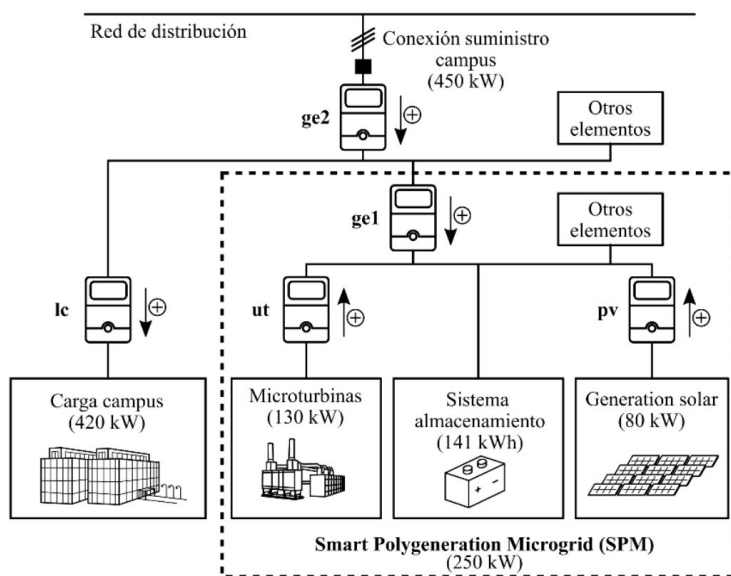 Red de distribución
Conexión suministro
campus
(450 kW)
ge2
Otros
elementos
ge1
Otros
elementos
lc
ut
pv
Carga campus
(420 kW)
Microturbinas
(130 kW)
Sistema
almacenamiento
(141 kWh)
Generation solar
(80 kW)
Smart Polygeneration Microgrid (SPM)
(250 kW)